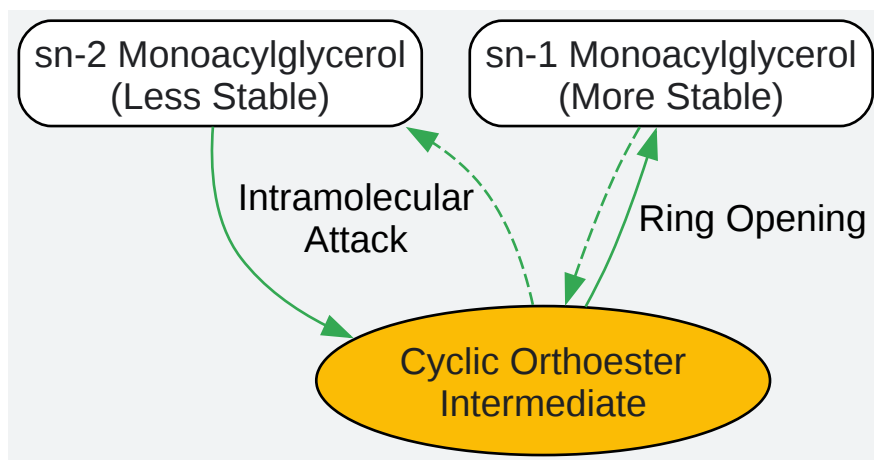 sn-2 Monoacylglycerol
(Less Stable)
sn-1 Monoacylglycerol
(More Stable)
Intramolecular
Attack
Ring Opening
Cyclic Orthoester
Intermediate